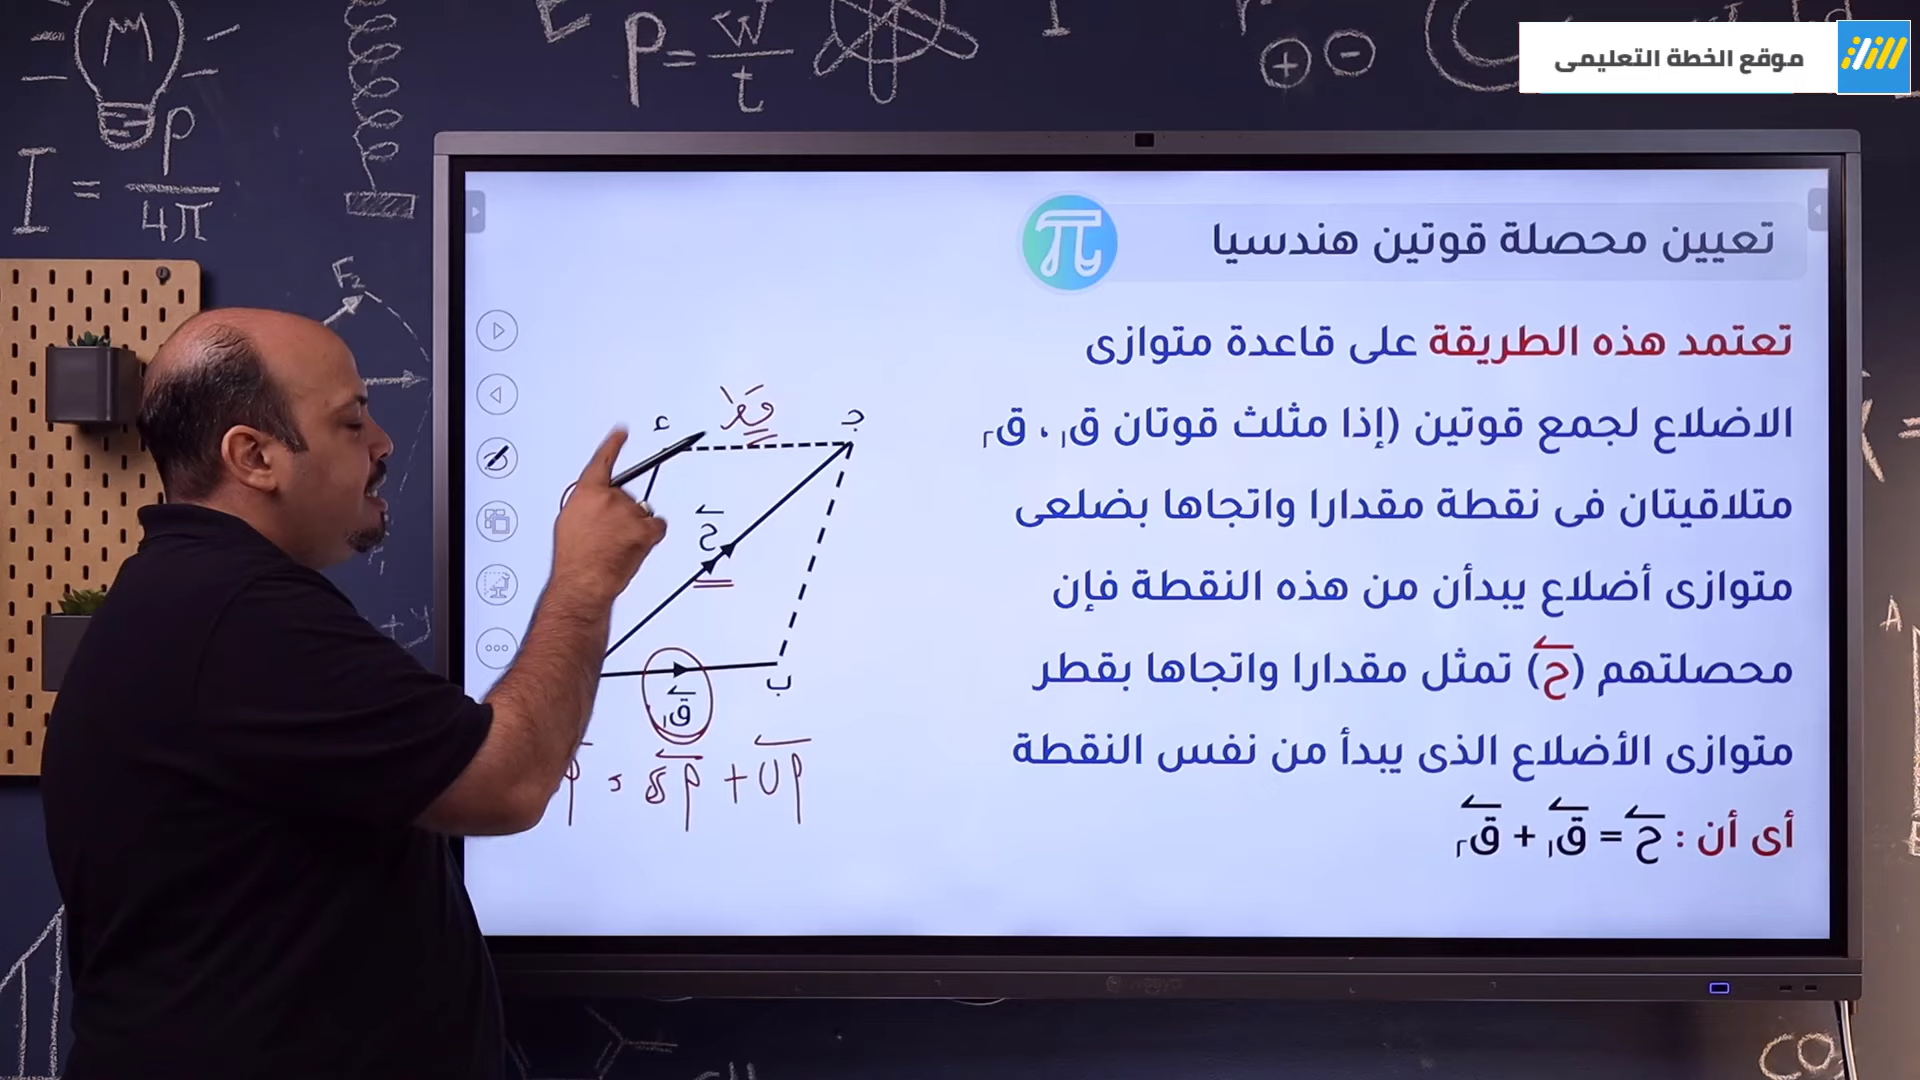 موقع الخطة التعليمى
P = W / t
I = P / 4π
F₂
تعيين محصلة قوتين هندسيا
تعتمد هذه الطريقة على قاعدة متوازى
الاضلاع لجمع قوتين (إذا مثلث قوتان ق١ ، ق٢
متلاقيتان فى نقطة مقدارا واتجاها بضلعى
متوازى أضلاع يبدأن من هذه النقطة فإن
محصلتهم (ح) تمثل مقدارا واتجاها بقطر
متوازى الأضلاع الذى يبدأ من نفس النقطة
أى أن : ح = ق١ + ق٢
ء
ج
ح
ب
ق١
+y
A